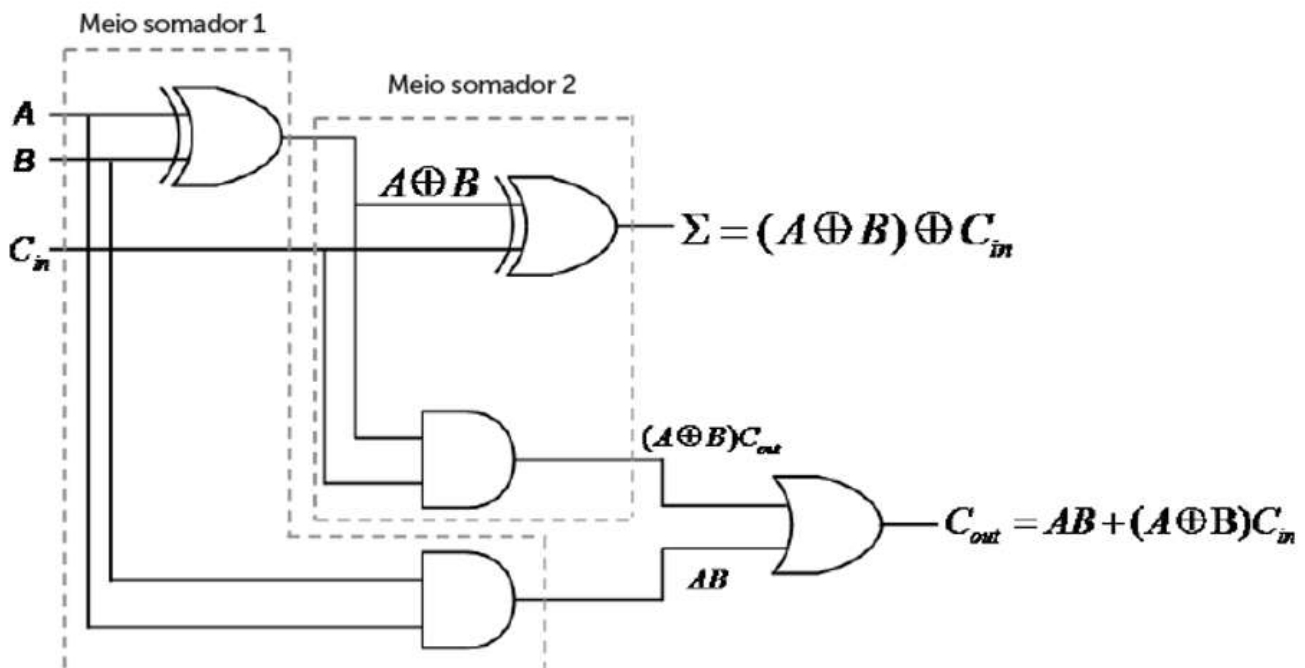 Meio somador 1
Meio somador 2
A
B
C_in
A⊕B
Σ = (A⊕B)⊕C_in
(A⊕B)C_out
C_out = AB + (A⊕B)C_in
AB